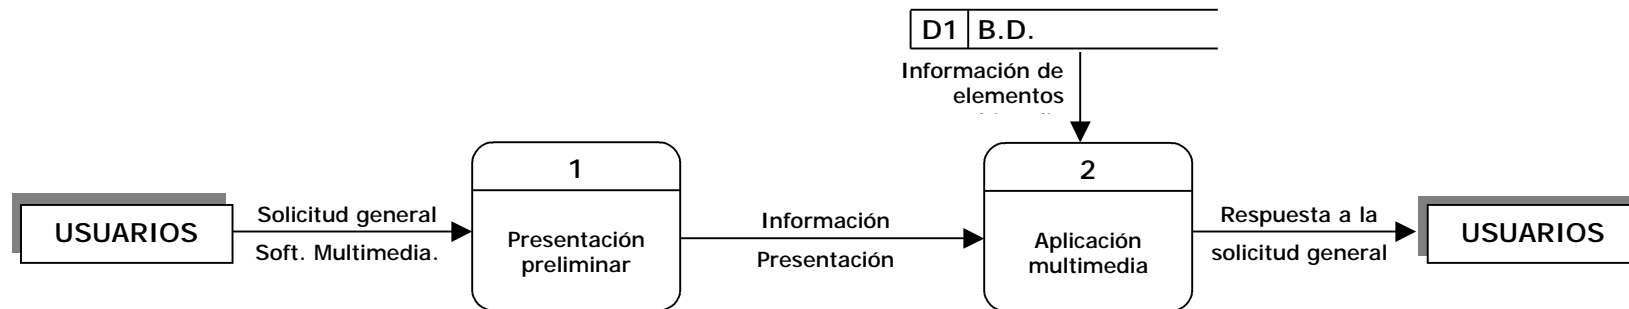 D1 B.D.
Información de
elementos
1
2
USUARIOS
Solicitud general
Soft. Multimedia.
Presentación
preliminar
Información
Presentación
Aplicación
multimedia
Respuesta a la
solicitud general
USUARIOS